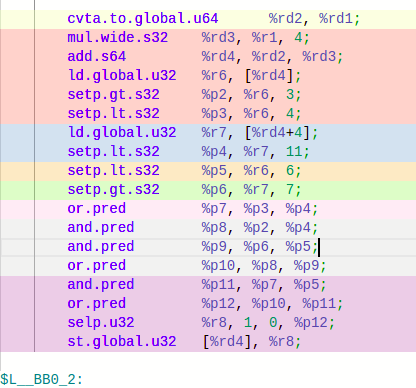 cvta.to.global.u64 %rd2, %rd1;
mul.wide.s32 %rd3, %r1, 4;
add.s64 %rd4, %rd2, %rd3;
ld.global.u32 %r6, [%rd4];
setp.gt.s32 %p2, %r6, 3;
setp.lt.s32 %p3, %r6, 4;
ld.global.u32 %r7, [%rd4+4];
setp.lt.s32 %p4, %r7, 11;
setp.lt.s32 %p5, %r6, 6;
setp.gt.s32 %p6, %r7, 7;
or.pred %p7, %p3, %p4;
and.pred %p8, %p2, %p4;
and.pred %p9, %p6, %p5;
or.pred %p10, %p8, %p9;
and.pred %p11, %p7, %p5;
or.pred %p12, %p10, %p11;
selp.u32 %r8, 1, 0, %p12;
st.global.u32 [%rd4], %r8;
$L__BB0_2: